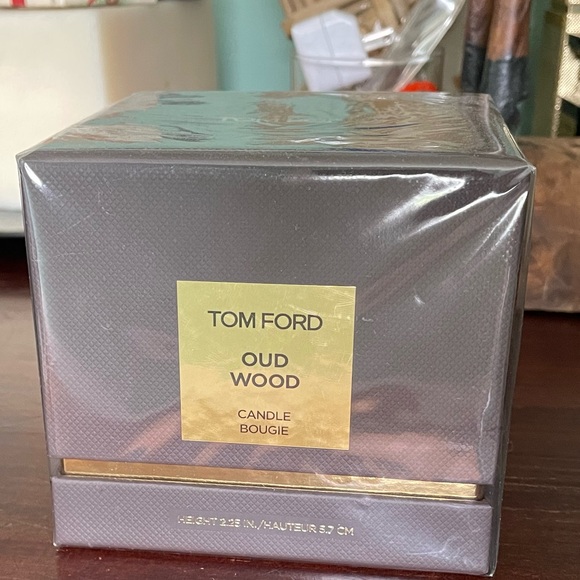 TOM FORD
OUD
WOOD
CANDLE
BOUGIE
HEIGHT 2.25 IN./HAUTEUR 5.7 CM